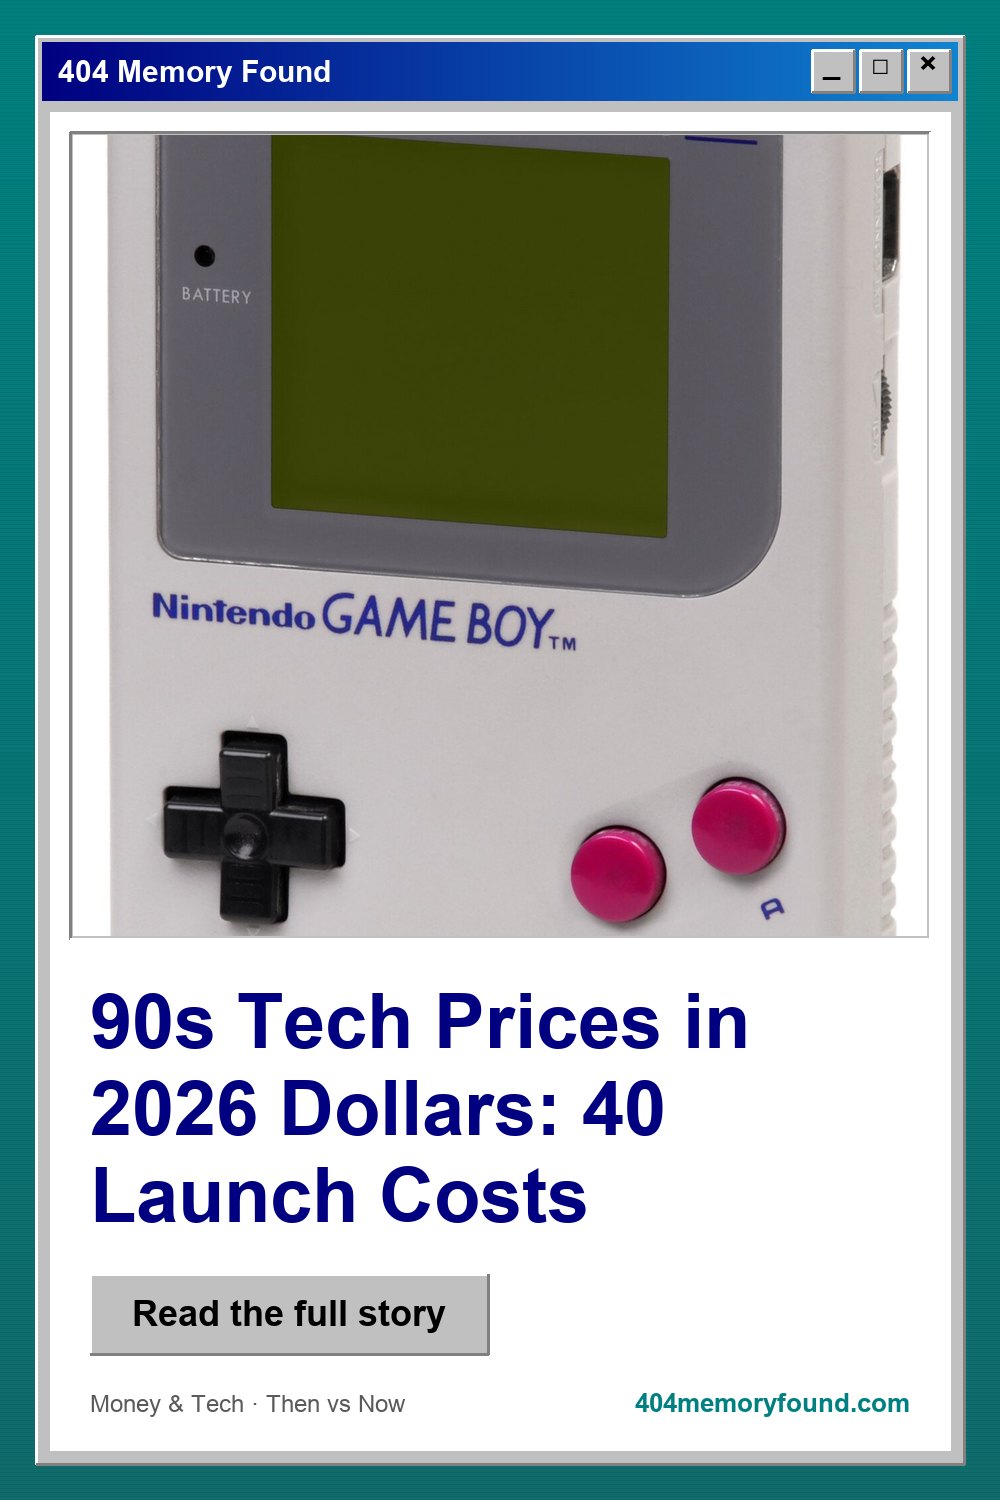 404 Memory Found
BATTERY
Nintendo GAME BOY TM
A
90s Tech Prices in
2026 Dollars: 40
Launch Costs
Read the full story
Money & Tech · Then vs Now
404memoryfound.com